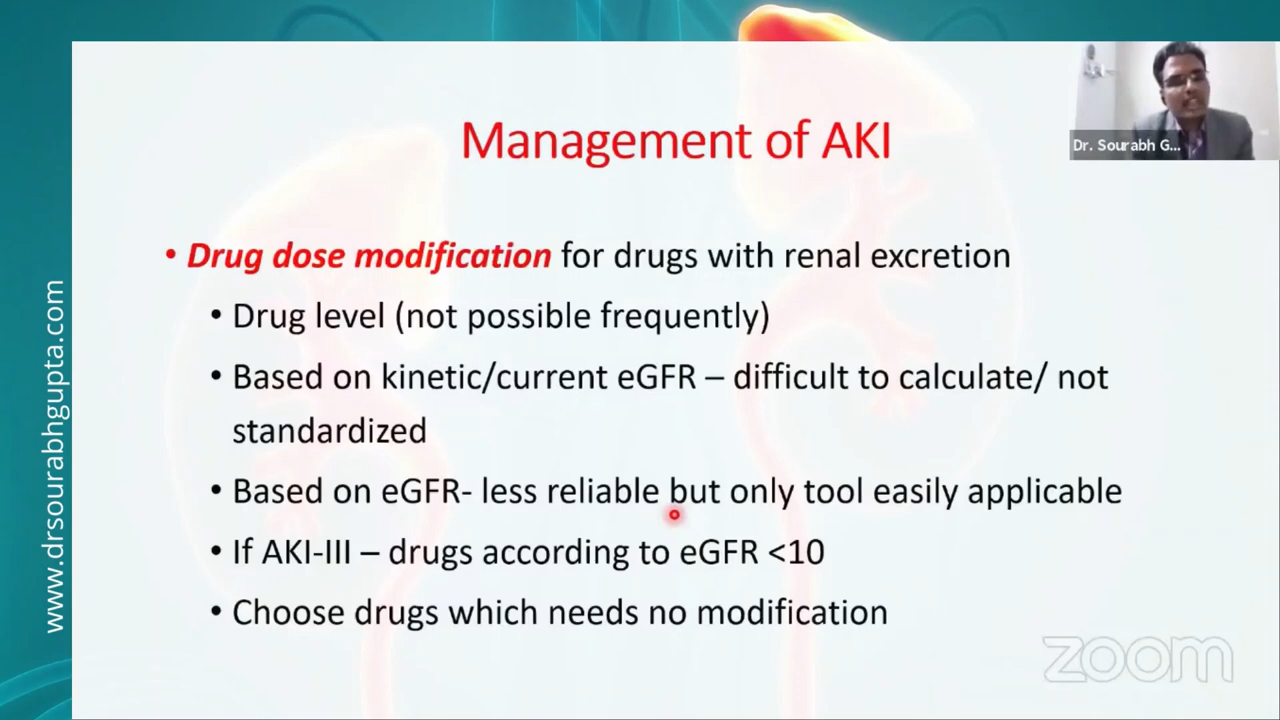 Management of AKI
Dr. Sourabh G...
• Drug dose modification for drugs with renal excretion
• Drug level (not possible frequently)
• Based on kinetic/current eGFR – difficult to calculate/ not
standardized
• Based on eGFR- less reliable but only tool easily applicable
• If AKI-III – drugs according to eGFR <10
• Choose drugs which needs no modification
www.drsourabhgupta.com
zoom